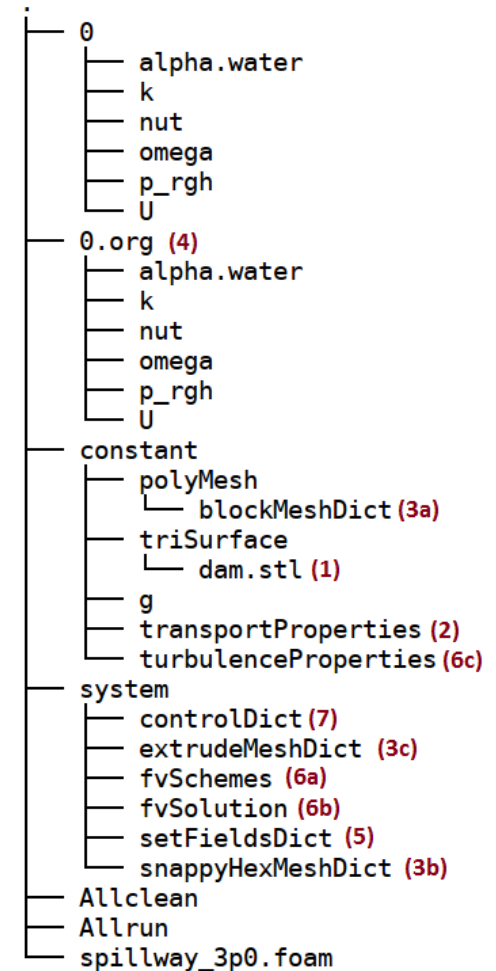 .
0
alpha.water
k
nut
omega
p_rgh
U
0.org (4)
alpha.water
k
nut
omega
p_rgh
U
constant
polyMesh
blockMeshDict (3a)
triSurface
dam.stl (1)
g
transportProperties (2)
turbulenceProperties (6c)
system
controlDict (7)
extrudeMeshDict (3c)
fvSchemes (6a)
fvSolution (6b)
setFieldsDict (5)
snappyHexMeshDict (3b)
Allclean
Allrun
spillway_3p0.foam